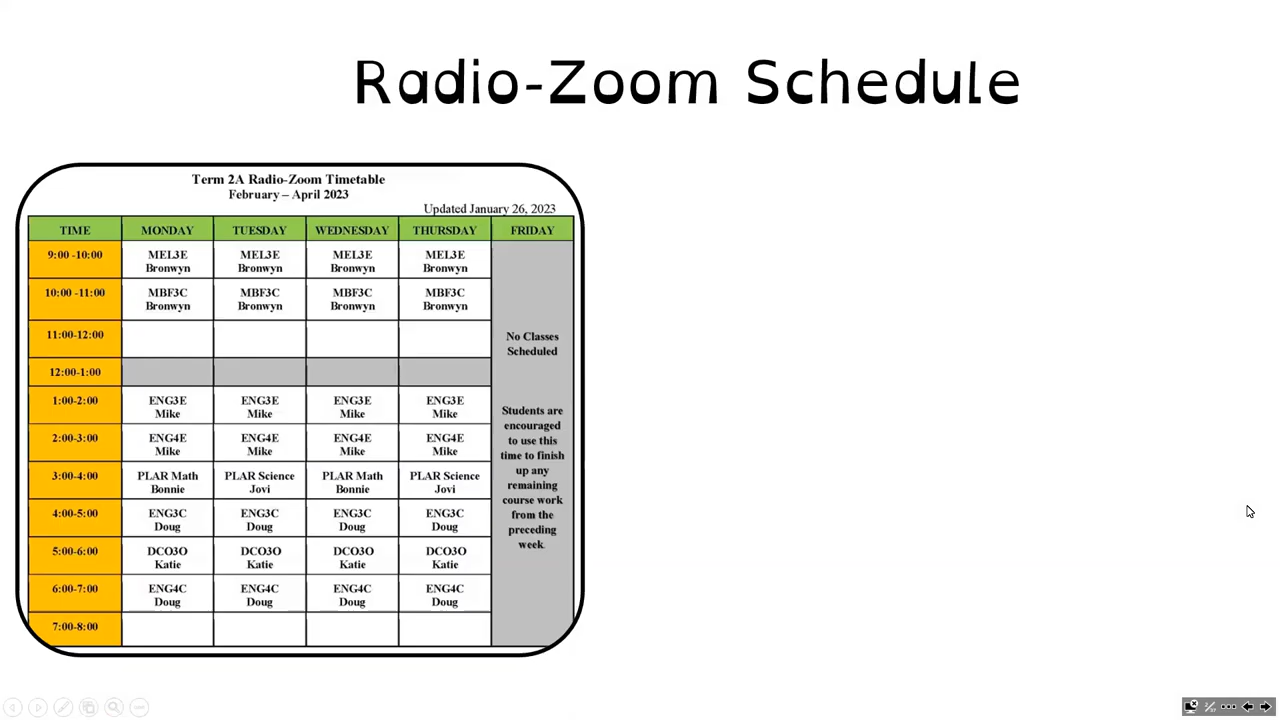 Radio-Zoom Schedule
Term 2A Radio-Zoom Timetable
February – April 2023
Updated January 26, 2023
TIME MONDAY TUESDAY WEDNESDAY THURSDAY FRIDAY
9:00 -10:00 MEL3E MEL3E MEL3E MEL3E
Bronwyn Bronwyn Bronwyn Bronwyn
10:00 -11:00 MBF3C MBF3C MBF3C MBF3C
Bronwyn Bronwyn Bronwyn Bronwyn
11:00-12:00
No Classes
Scheduled
12:00-1:00
1:00-2:00 ENG3E ENG3E ENG3E ENG3E
Mike Mike Mike Mike
2:00-3:00 ENG4E ENG4E ENG4E ENG4E
Mike Mike Mike Mike
3:00-4:00 PLAR Math PLAR Science PLAR Math PLAR Science
Bonnie Jovi Bonnie Jovi
4:00-5:00 ENG3C ENG3C ENG3C ENG3C
Doug Doug Doug Doug
5:00-6:00 DCO3O DCO3O DCO3O DCO3O
Katie Katie Katie Katie
6:00-7:00 ENG4C ENG4C ENG4C ENG4C
Doug Doug Doug Doug
7:00-8:00
Students are
encouraged
to use this
time to finish
up any
remaining
course work
from the
preceding
week.